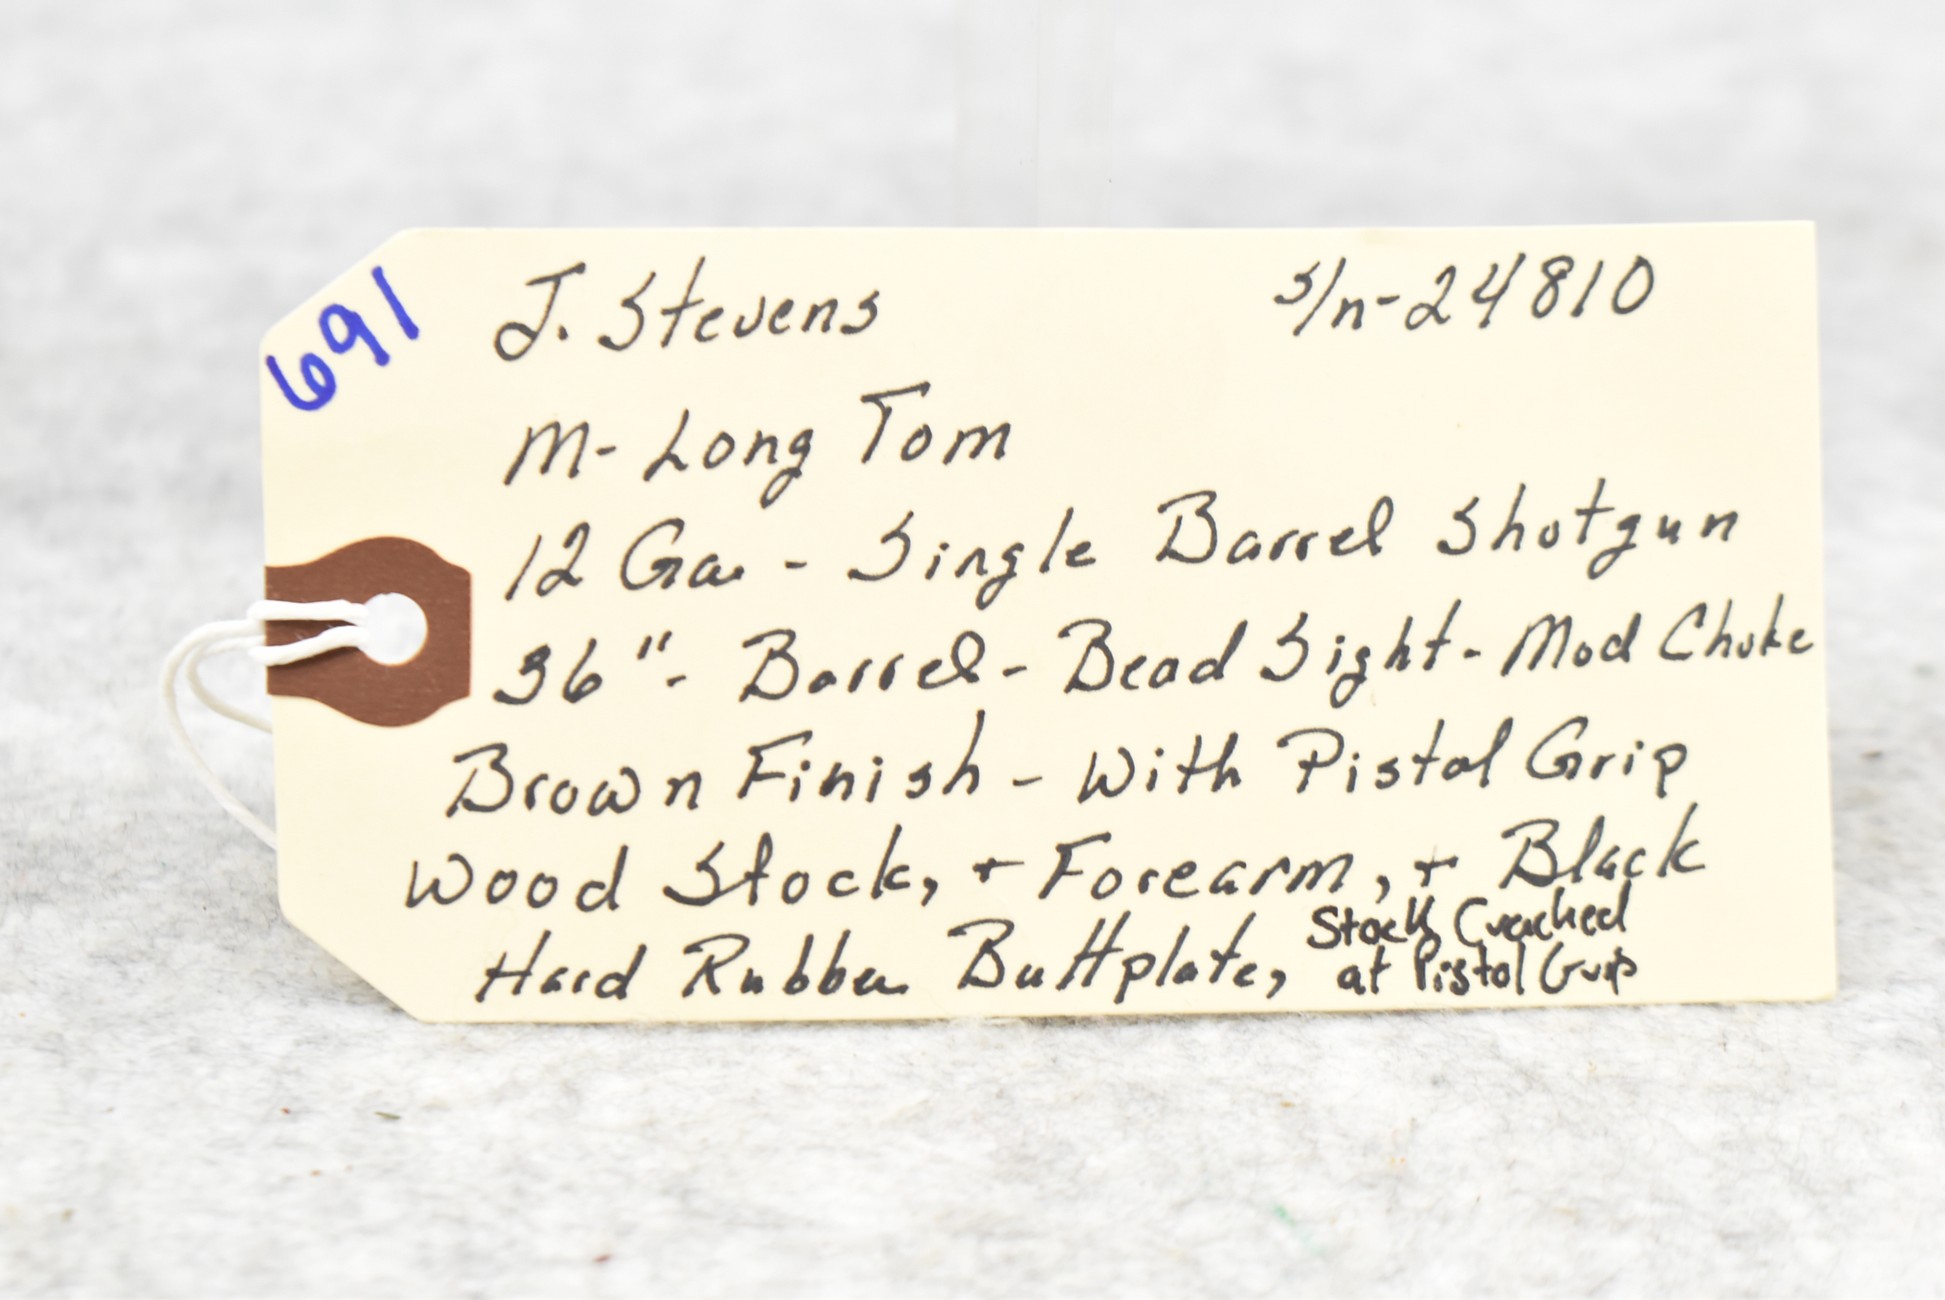 691
J. Stevens s/n-24810
M- Long Tom
12 Ga. - Single Barrel Shotgun
36"- Barrel - Bead Sight - Mod Choke
Brown Finish - With Pistol Grip
Wood Stock, + Forearm, + Black
Hard Rubber Buttplate, Stock Cracked
at Pistol Grip